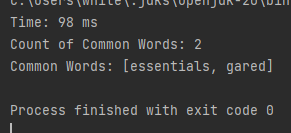 Time: 98 ms
Count of Common Words: 2
Common Words: [essentials, gared]
Process finished with exit code 0